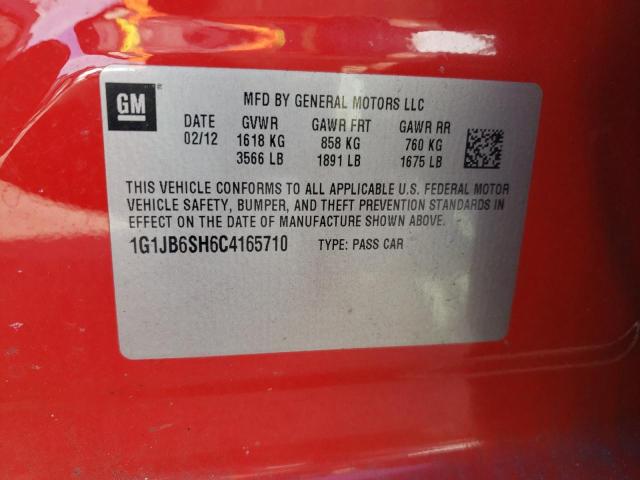 GM
MFD BY GENERAL MOTORS LLC
DATE GVWR GAWR FRT GAWR RR
02/12 1618 KG 858 KG 760 KG
3566 LB 1891 LB 1675 LB
THIS VEHICLE CONFORMS TO ALL APPLICABLE U.S. FEDERAL MOTOR
VEHICLE SAFETY, BUMPER, AND THEFT PREVENTION STANDARDS IN
EFFECT ON THE DATE OF MANUFACTURE SHOWN ABOVE.
1G1JB6SH6C4165710 TYPE: PASS CAR